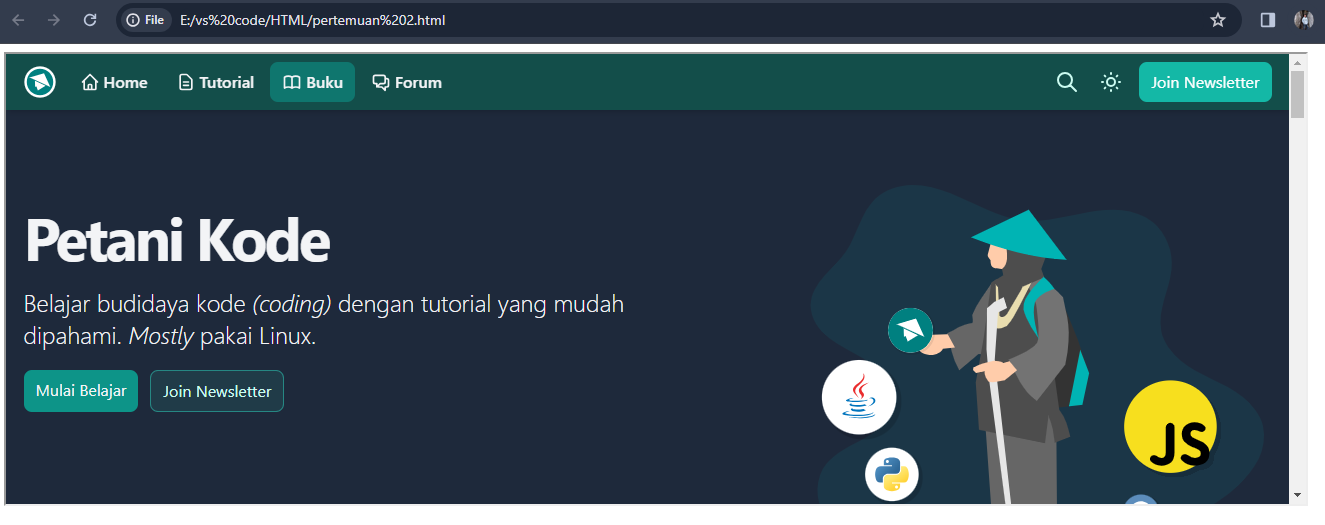 File E:/vs%20code/HTML/pertemuan%202.html
Home Tutorial Buku Forum Join Newsletter
Petani Kode
Belajar budidaya kode (coding) dengan tutorial yang mudah
dipahami. Mostly pakai Linux.
Mulai Belajar Join Newsletter
JS